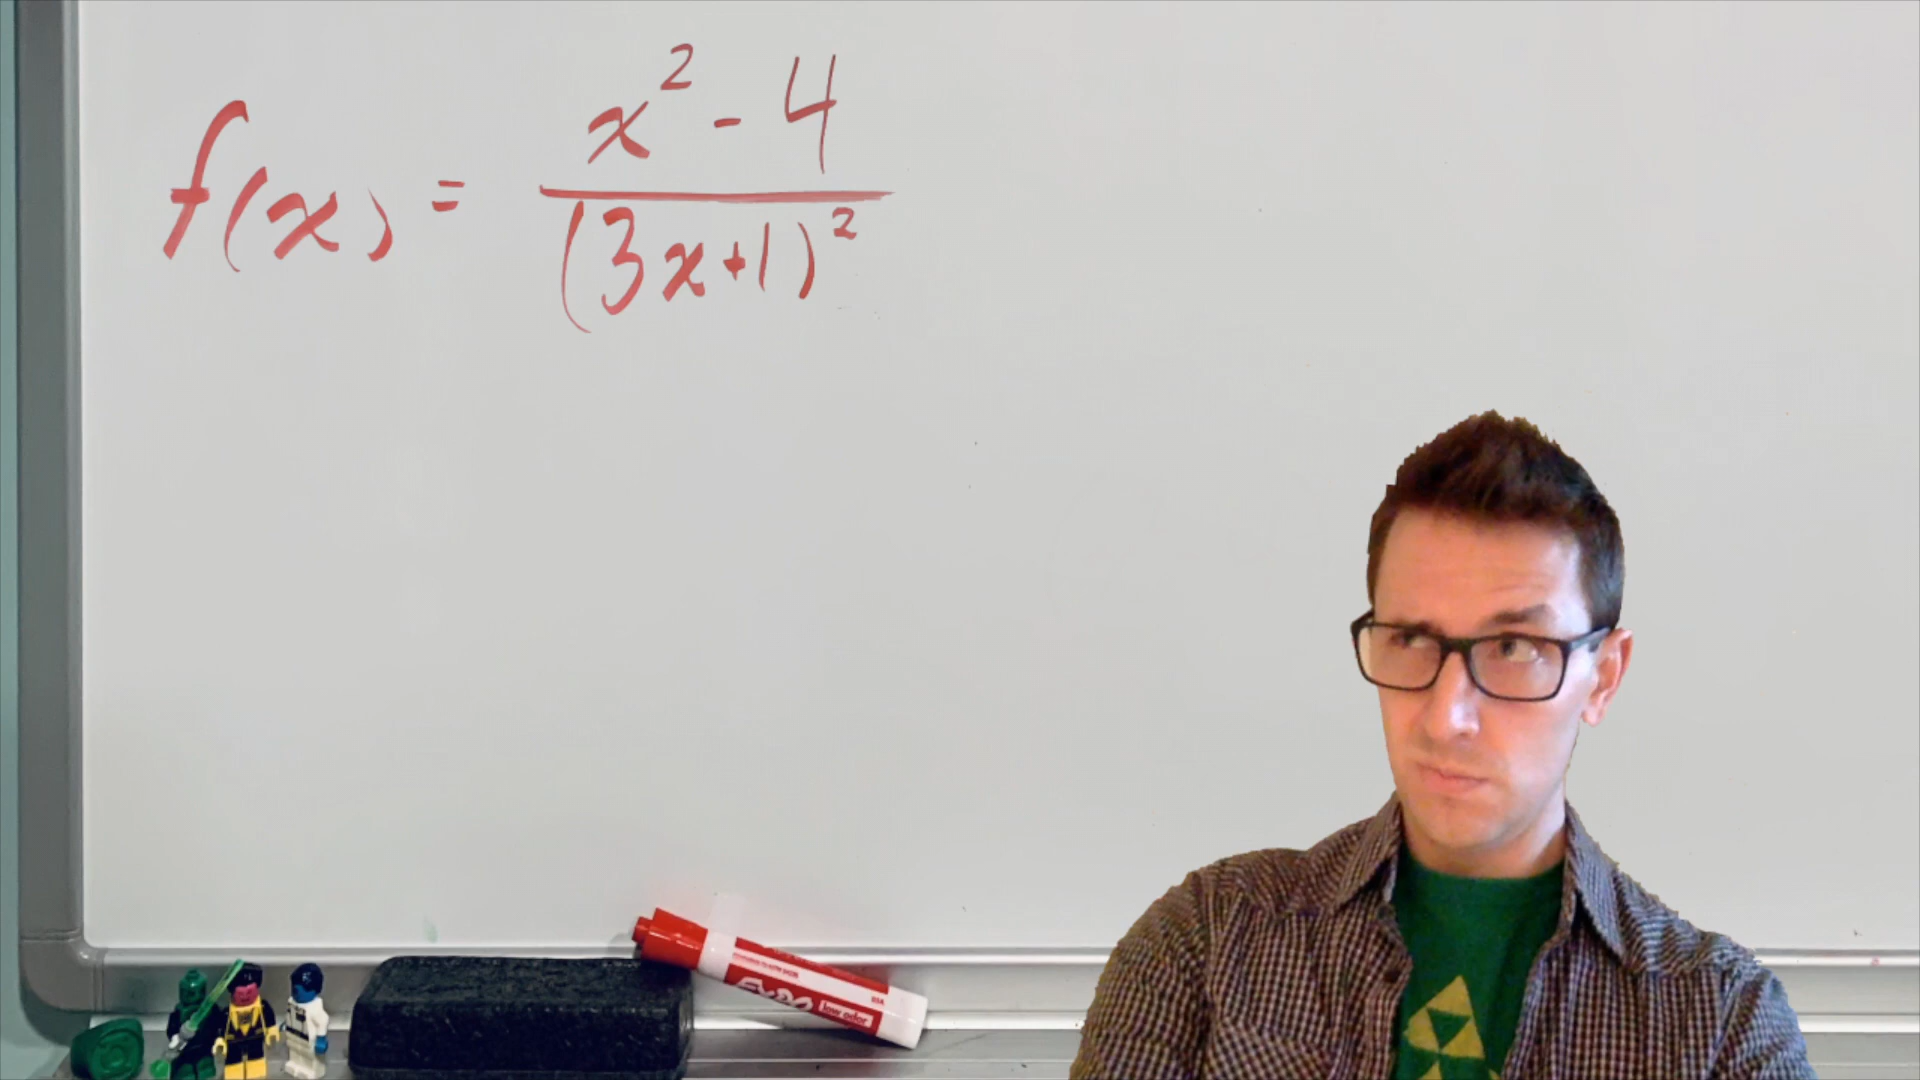 f(x) = x² - 4 / (3x+1)²
EXPO
low odor